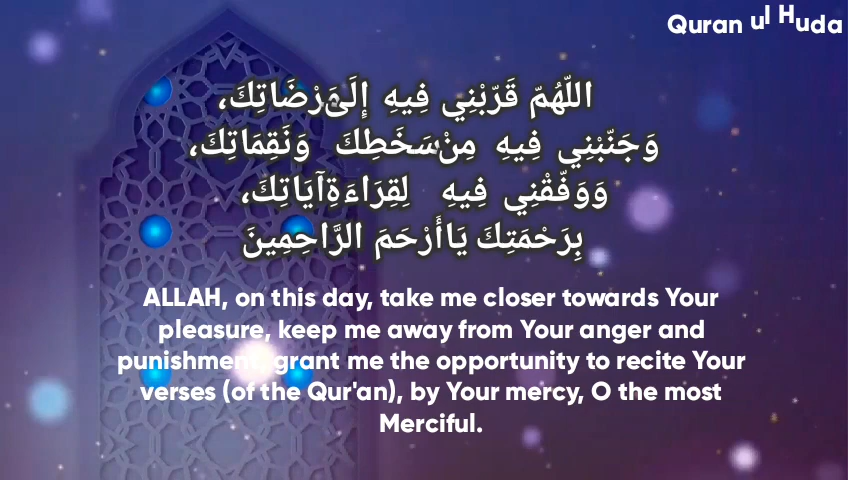 Quran ul Huda
اللّهُمّ قَرّبْنِي فِيهِ إِلَىمَرْضَاتِكَ،
وَجَنّبْنِي فِيهِ مِنْسَخَطِكَ وَنَقِمَاتِكَ،
وَوَفّقْنِي فِيهِ لِقِرَاءَةِآيَاتِكَ،
بِرَحْمَتِكَ يَاأَرْحَمَ الرَّاحِمِينَ
ALLAH, on this day, take me closer towards Your
pleasure, keep me away from Your anger and
punishment, grant me the opportunity to recite Your
verses (of the Qur'an), by Your mercy, O the most
Merciful.